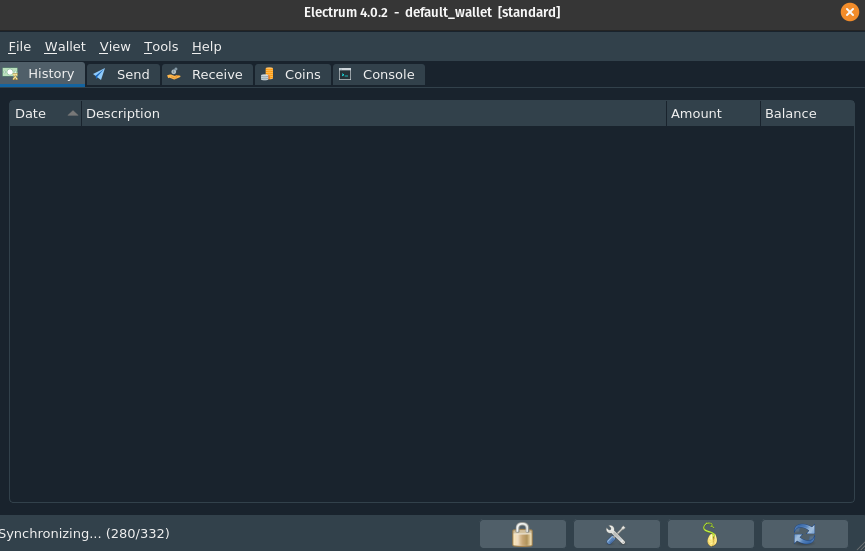 Electrum 4.0.2 - default_wallet [standard]
File Wallet View Tools Help
History Send Receive Coins Console
Date Description Amount Balance
Synchronizing... (280/332)